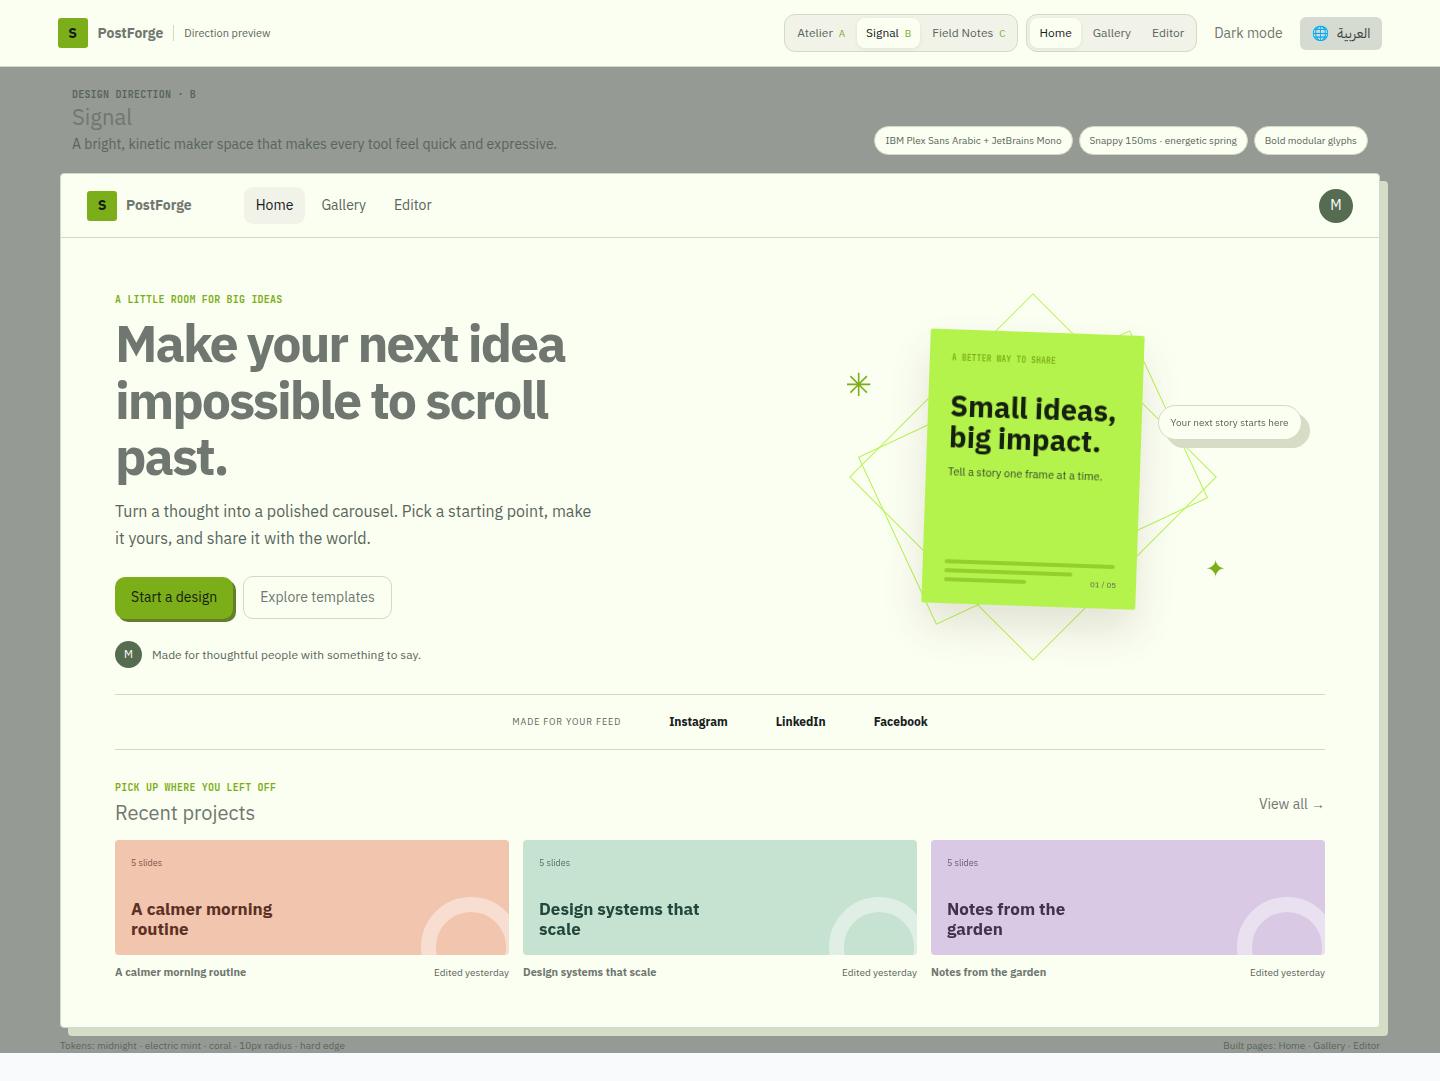 S PostForge Direction preview Atelier A Signal B Field Notes C Home Gallery Editor Dark mode 🌐 العربية
DESIGN DIRECTION · B
Signal
A bright, kinetic maker space that makes every tool feel quick and expressive.
IBM Plex Sans Arabic + JetBrains Mono Snappy 150ms · energetic spring Bold modular glyphs
S PostForge Home Gallery Editor M
A LITTLE ROOM FOR BIG IDEAS
Make your next idea
impossible to scroll
past.
Turn a thought into a polished carousel. Pick a starting point, make
it yours, and share it with the world.
Start a design Explore templates
M Made for thoughtful people with something to say.
A BETTER WAY TO SHARE
Small ideas,
big impact.
Tell a story one frame at a time.
01 / 05
Your next story starts here
MADE FOR YOUR FEED Instagram LinkedIn Facebook
PICK UP WHERE YOU LEFT OFF
Recent projects
View all →
5 slides
A calmer morning
routine
A calmer morning routine Edited yesterday
5 slides
Design systems that
scale
Design systems that scale Edited yesterday
5 slides
Notes from the
garden
Notes from the garden Edited yesterday
Tokens: midnight · electric mint · coral · 10px radius · hard edge
Built pages: Home · Gallery · Editor